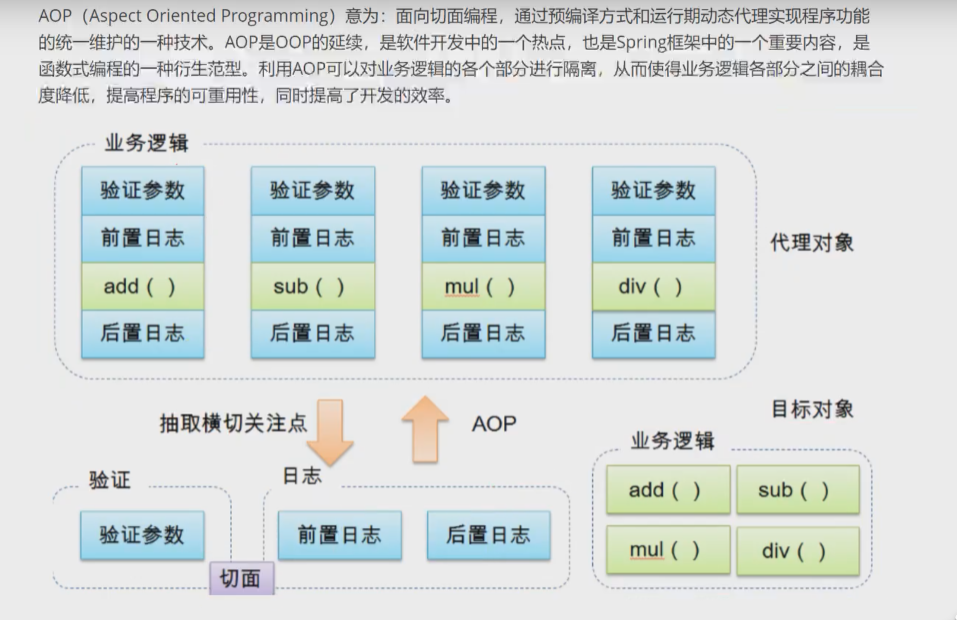 AOP（Aspect Oriented Programming）意为：面向切面编程，通过预编译方式和运行期动态代理实现程序功能
的统一维护的一种技术。AOP是OOP的延续，是软件开发中的一个热点，也是Spring框架中的一个重要内容，是
函数式编程的一种衍生范型。利用AOP可以对业务逻辑的各个部分进行隔离，从而使得业务逻辑各部分之间的耦合
度降低，提高程序的可重用性，同时提高了开发的效率。
业务逻辑
验证参数 验证参数 验证参数 验证参数
前置日志 前置日志 前置日志 前置日志
代理对象
add ( ) sub ( ) mul ( ) div ( )
后置日志 后置日志 后置日志 后置日志
抽取横切关注点 AOP
目标对象
业务逻辑
验证 日志
add ( ) sub ( )
验证参数 前置日志 后置日志
mul ( ) div ( )
切面